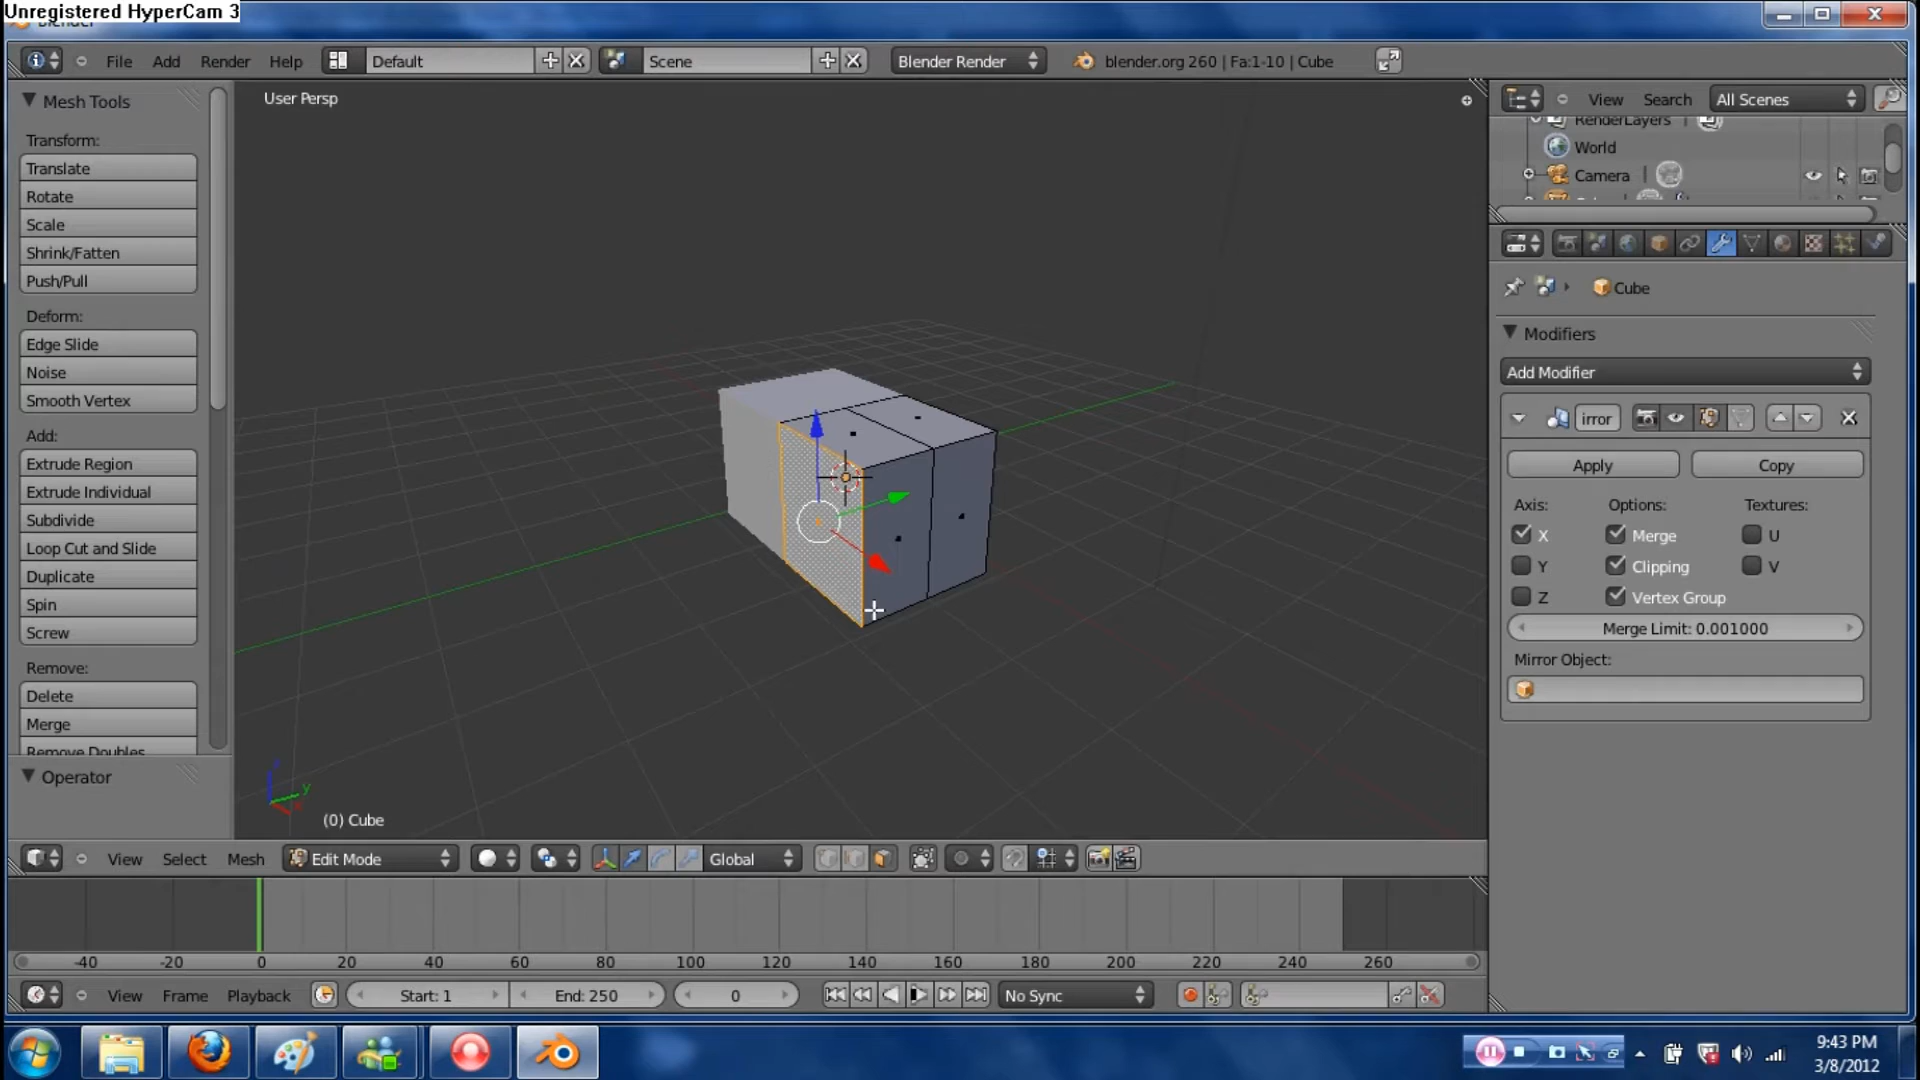 Unregistered HyperCam 3
Blender
File Add Render Help Default Scene Blender Render blender.org 260 | Fa:1-10 | Cube
Mesh Tools
Transform:
Translate
Rotate
Scale
Shrink/Fatten
Push/Pull
Deform:
Edge Slide
Noise
Smooth Vertex
Add:
Extrude Region
Extrude Individual
Subdivide
Loop Cut and Slide
Duplicate
Spin
Screw
Remove:
Delete
Merge
Remove Doubles
Operator
User Persp
z
y
(0) Cube
View Search All Scenes
RenderLayers
World
Camera
Cube
Modifiers
Add Modifier
irror
Apply Copy
Axis: Options: Textures:
X Merge U
Y Clipping V
Z Vertex Group
Merge Limit: 0.001000
Mirror Object:
View Select Mesh Edit Mode Global
-40 -20 0 20 40 60 80 100 120 140 160 180 200 220 240 260
View Frame Playback Start: 1 End: 250 0 No Sync
9:43 PM
3/8/2012